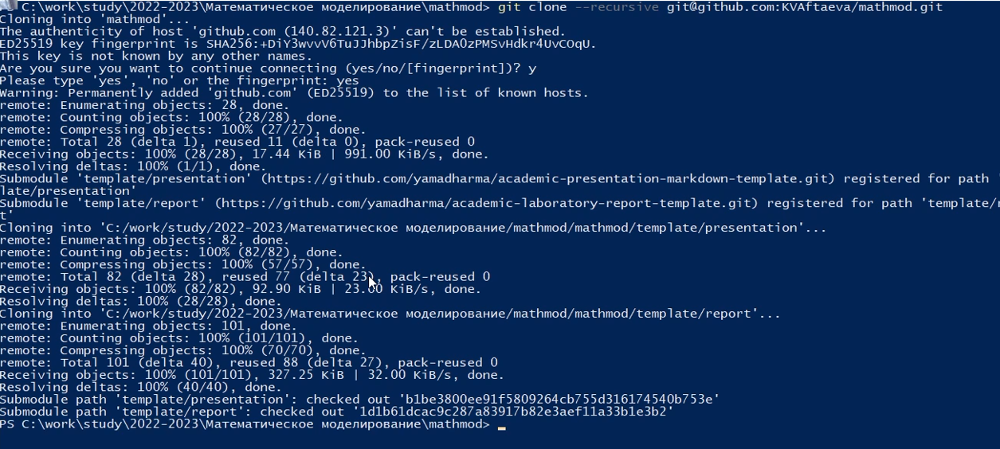 PS C:\work\study\2022-2023\Математическое моделирование\mathmod> git clone --recursive git@github.com:KVAftaeva/mathmod.git
Cloning into 'mathmod'...
The authenticity of host 'github.com (140.82.121.3)' can't be established.
ED25519 key fingerprint is SHA256:+DiY3wvvV6TuJJhbpZisF/zLDA0zPMSvHdkr4UvCOqU.
This key is not known by any other names.
Are you sure you want to continue connecting (yes/no/[fingerprint])? y
Please type 'yes', 'no' or the fingerprint: yes
Warning: Permanently added 'github.com' (ED25519) to the list of known hosts.
remote: Enumerating objects: 28, done.
remote: Counting objects: 100% (28/28), done.
remote: Compressing objects: 100% (27/27), done.
remote: Total 28 (delta 1), reused 11 (delta 0), pack-reused 0
Receiving objects: 100% (28/28), 17.44 KiB | 991.00 KiB/s, done.
Resolving deltas: 100% (1/1), done.
Submodule 'template/presentation' (https://github.com/yamadharma/academic-presentation-markdown-template.git) registered for path
late/presentation'
Submodule 'template/report' (https://github.com/yamadharma/academic-laboratory-report-template.git) registered for path 'template/r
t'
Cloning into 'C:/work/study/2022-2023/Математическое моделирование/mathmod/mathmod/template/presentation'...
remote: Enumerating objects: 82, done.
remote: Counting objects: 100% (82/82), done.
remote: Compressing objects: 100% (57/57), done.
remote: Total 82 (delta 28), reused 77 (delta 23), pack-reused 0
Receiving objects: 100% (82/82), 92.90 KiB | 23.00 KiB/s, done.
Resolving deltas: 100% (28/28), done.
Cloning into 'C:/work/study/2022-2023/Математическое моделирование/mathmod/mathmod/template/report'...
remote: Enumerating objects: 101, done.
remote: Counting objects: 100% (101/101), done.
remote: Compressing objects: 100% (70/70), done.
remote: Total 101 (delta 40), reused 88 (delta 27), pack-reused 0
Receiving objects: 100% (101/101), 327.25 KiB | 32.00 KiB/s, done.
Resolving deltas: 100% (40/40), done.
Submodule path 'template/presentation': checked out 'b1be3800ee91f5809264cb755d316174540b753e'
Submodule path 'template/report': checked out '1d1b61dcac9c287a83917b82e3aef11a33b1e3b2'
PS C:\work\study\2022-2023\Математическое моделирование\mathmod>